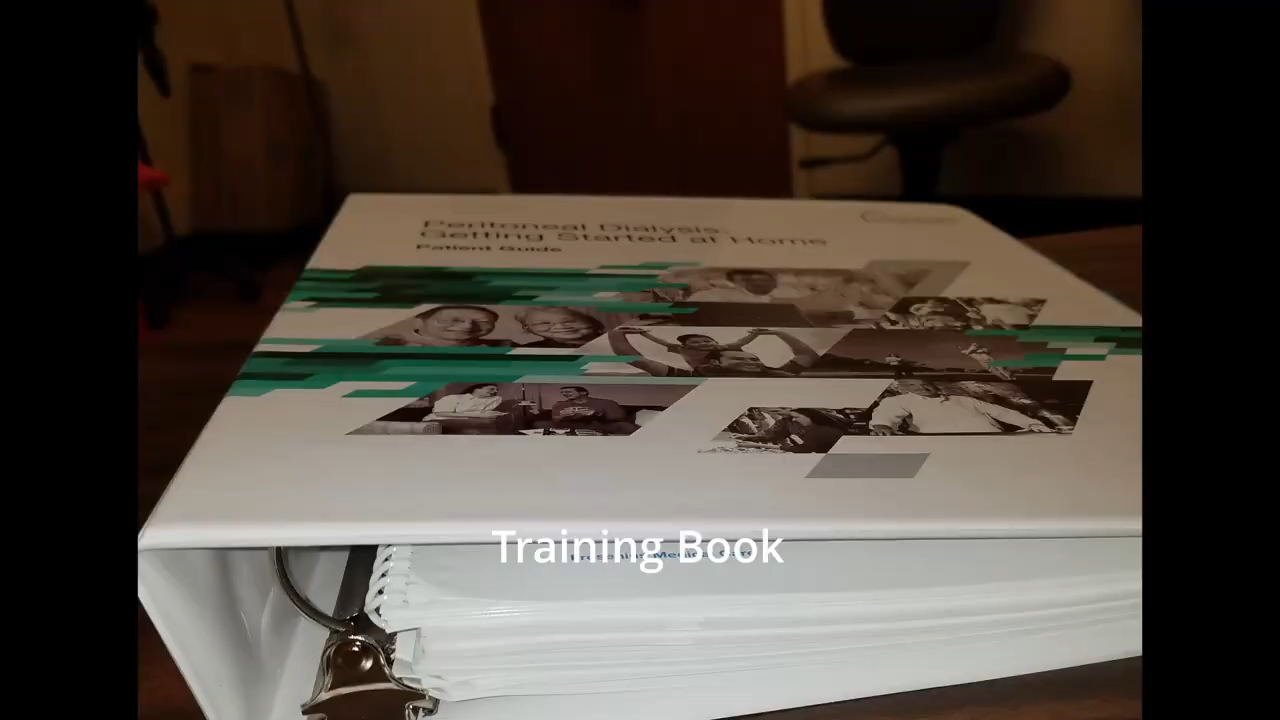 Peritoneal Dialysis:
Getting Started at Home
Patient Guide
Training Book